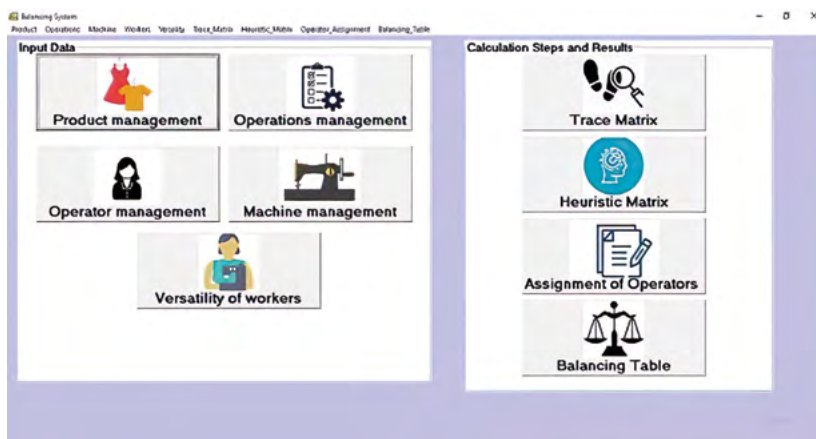 Balancing System
Product Operations Machine Workers Versality Trace_Matrix Heuristic_Matrix Operator_Assignment Balancing_Table
Input Data
Product management
Operations management
Operator management
Machine management
Versatility of workers
Calculation Steps and Results
Trace Matrix
Heuristic Matrix
Assignment of Operators
Balancing Table